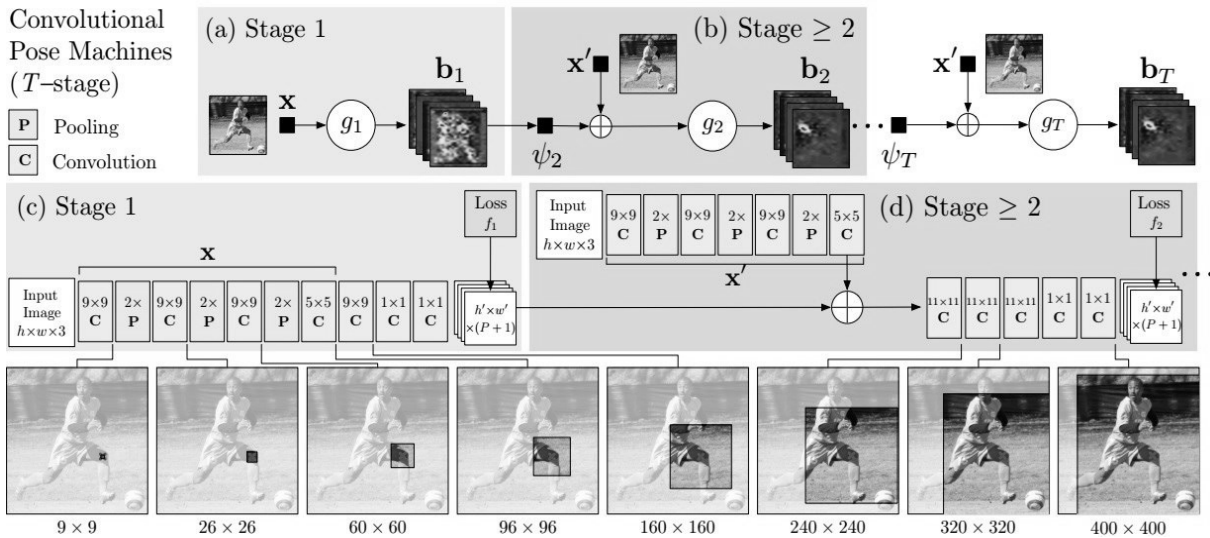 Convolutional
Pose Machines
(T–stage)
P Pooling
C Convolution
(a) Stage 1
x
g₁
b₁
(b) Stage ≥ 2
x′
ψ₂
g₂
b₂
x′
ψ_T
g_T
b_T
(c) Stage 1
Input
Image
h×w×3
x
9×9
C
2×
P
9×9
C
2×
P
9×9
C
2×
P
5×5
C
9×9
C
1×1
C
1×1
C
Loss
f₁
h′×w′
×(P+1)
(d) Stage ≥ 2
Input
Image
h×w×3
9×9
C
2×
P
9×9
C
2×
P
9×9
C
2×
P
5×5
C
x′
11×11
C
11×11
C
11×11
C
1×1
C
1×1
C
Loss
f₂
h′×w′
×(P+1)
9 × 9
26 × 26
60 × 60
96 × 96
160 × 160
240 × 240
320 × 320
400 × 400